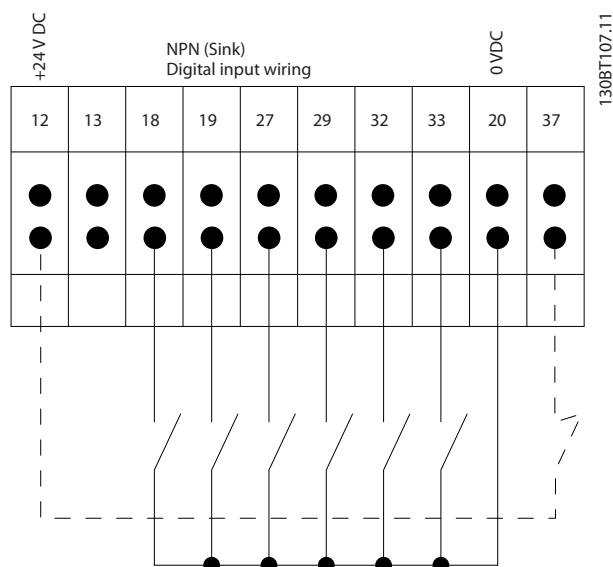 +24 V DC
NPN (Sink)
Digital input wiring
0 VDC
130BT107.11
12 13 18 19 27 29 32 33 20 37